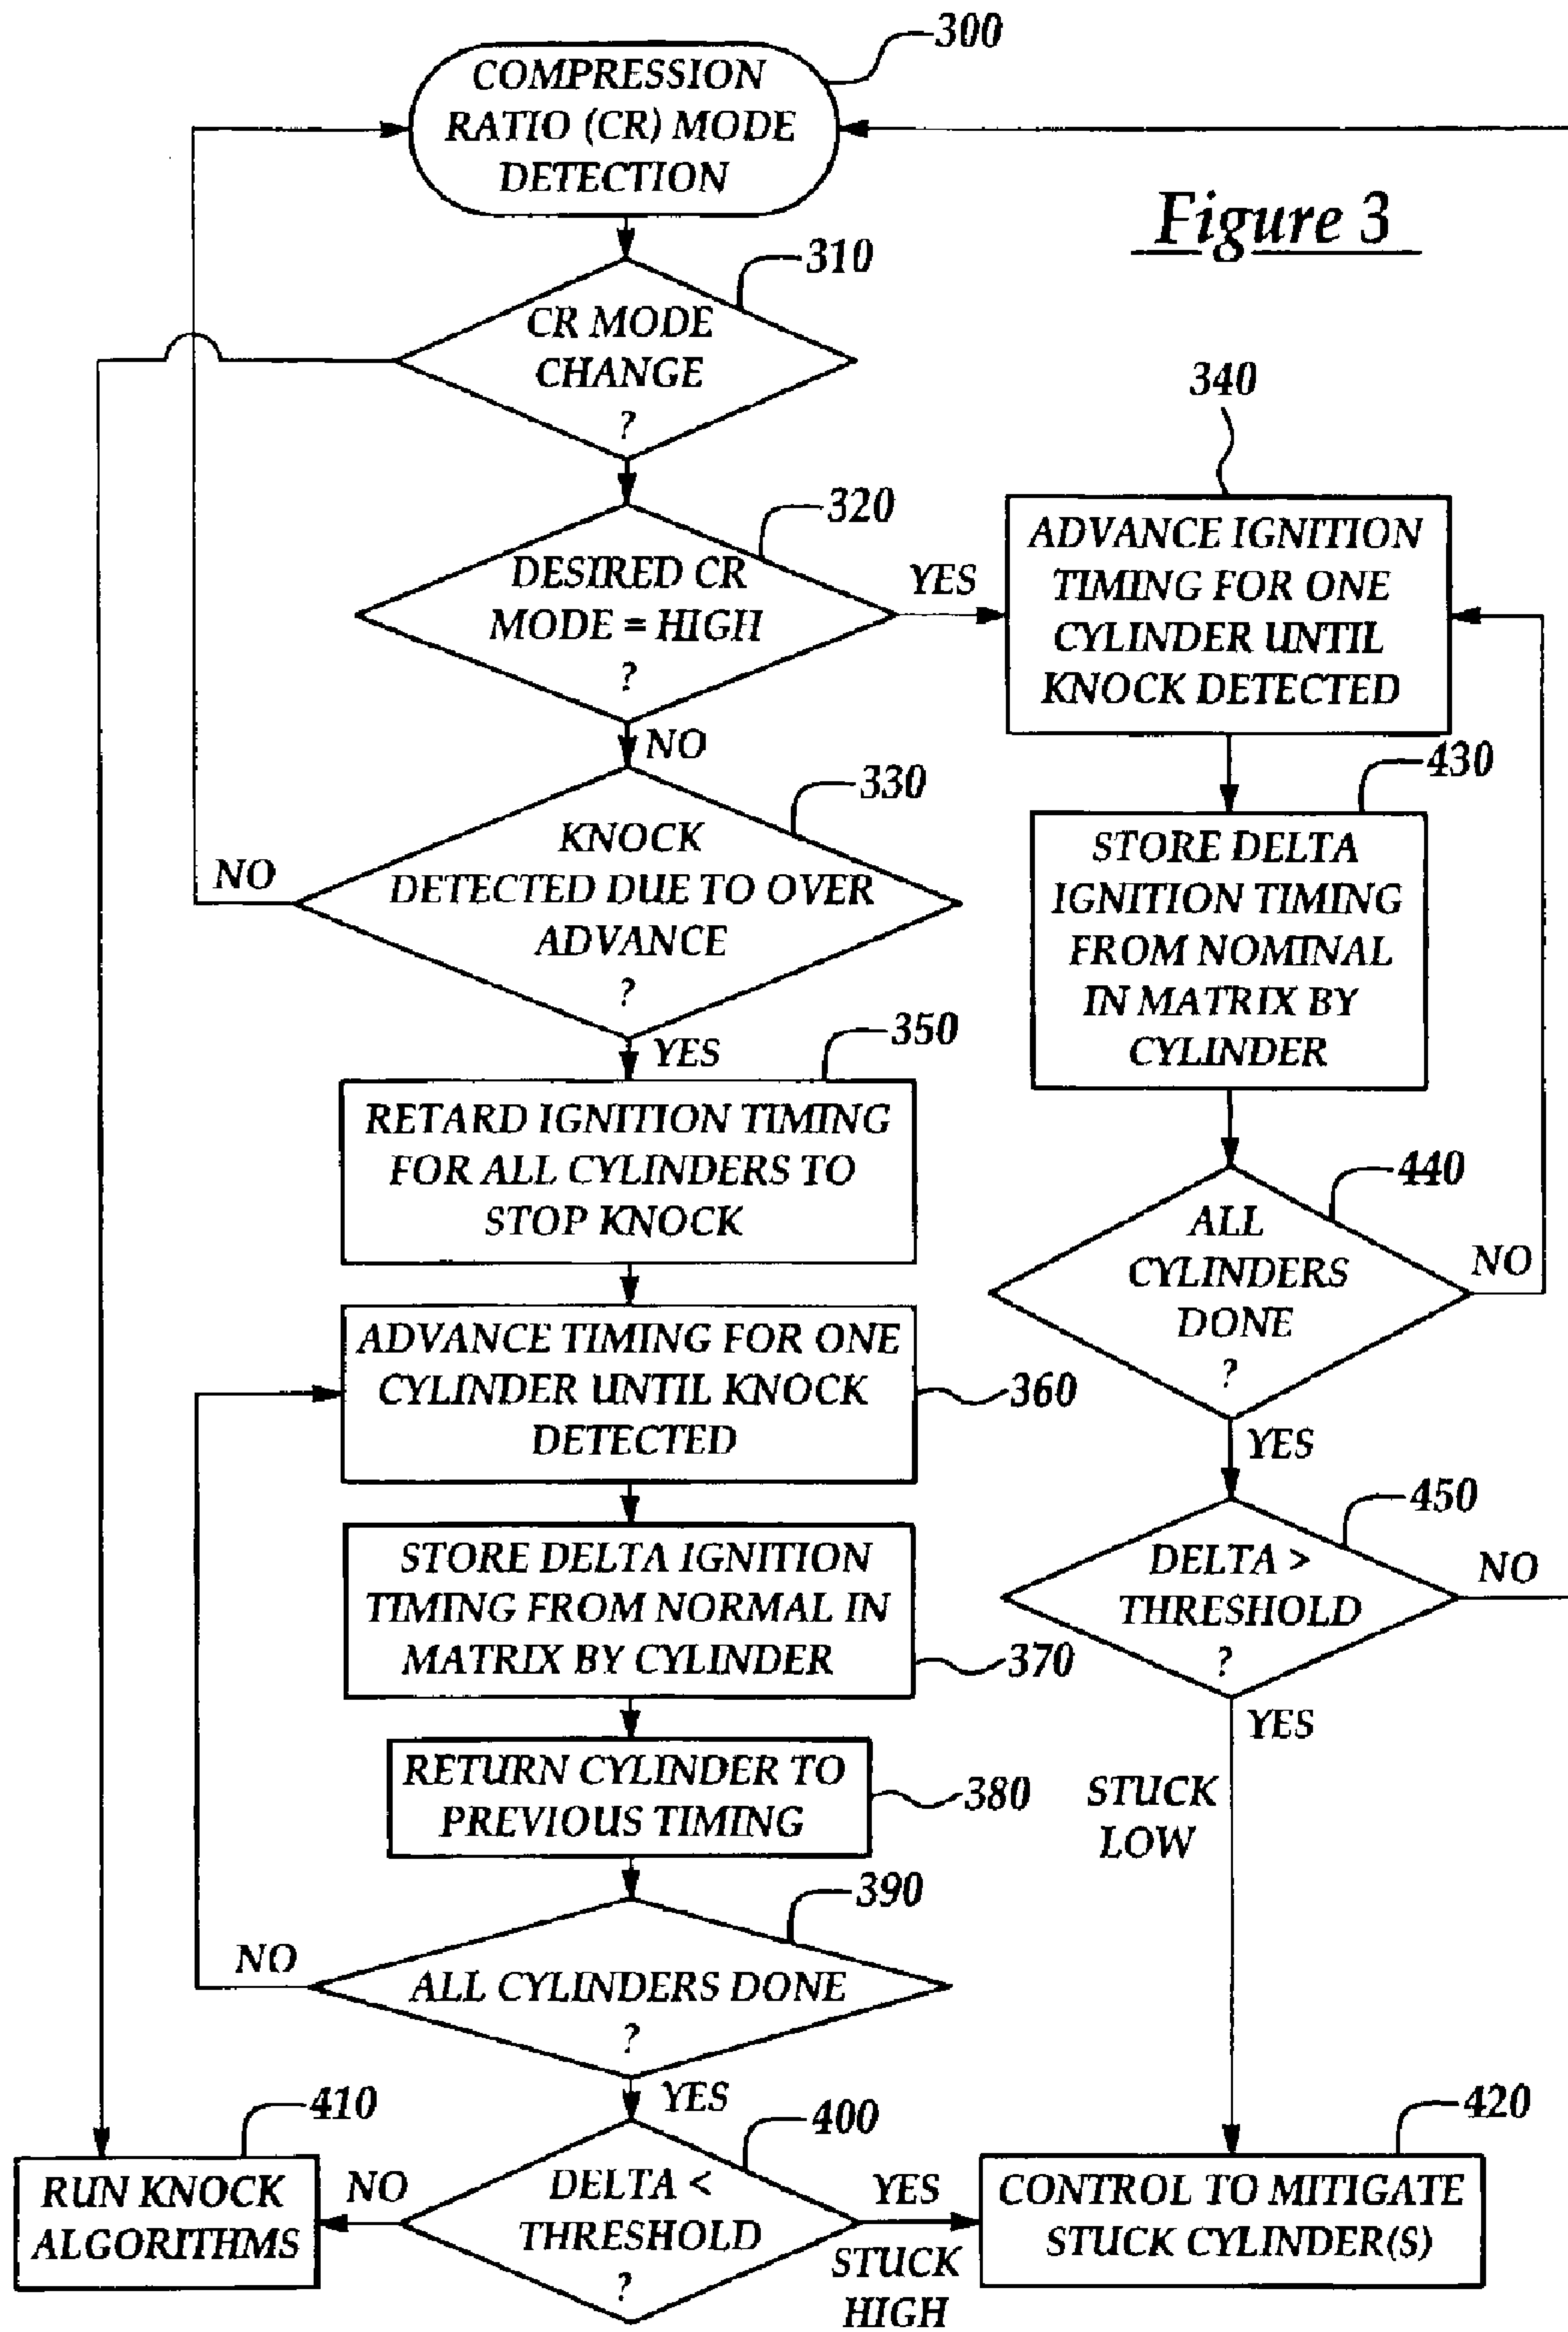 300
COMPRESSION
RATIO (CR) MODE
DETECTION
Figure 3
310
CR MODE
CHANGE
?
320
DESIRED CR
MODE = HIGH
?
YES
NO
340
ADVANCE IGNITION
TIMING FOR ONE
CYLINDER UNTIL
KNOCK DETECTED
330
KNOCK
DETECTED DUE TO OVER
ADVANCE
?
NO
YES
430
STORE DELTA
IGNITION TIMING
FROM NOMINAL
IN MATRIX BY
CYLINDER
350
RETARD IGNITION TIMING
FOR ALL CYLINDERS TO
STOP KNOCK
440
ALL
CYLINDERS
DONE
?
NO
YES
ADVANCE TIMING FOR ONE
CYLINDER UNTIL KNOCK
DETECTED
360
450
DELTA >
THRESHOLD
?
NO
YES
STUCK
LOW
STORE DELTA IGNITION
TIMING FROM NORMAL IN
MATRIX BY CYLINDER
370
RETURN CYLINDER TO
PREVIOUS TIMING
380
390
ALL CYLINDERS DONE
?
NO
YES
410
RUN KNOCK
ALGORITHMS
NO
400
DELTA <
THRESHOLD
?
YES
STUCK
HIGH
420
CONTROL TO MITIGATE
STUCK CYLINDER(S)